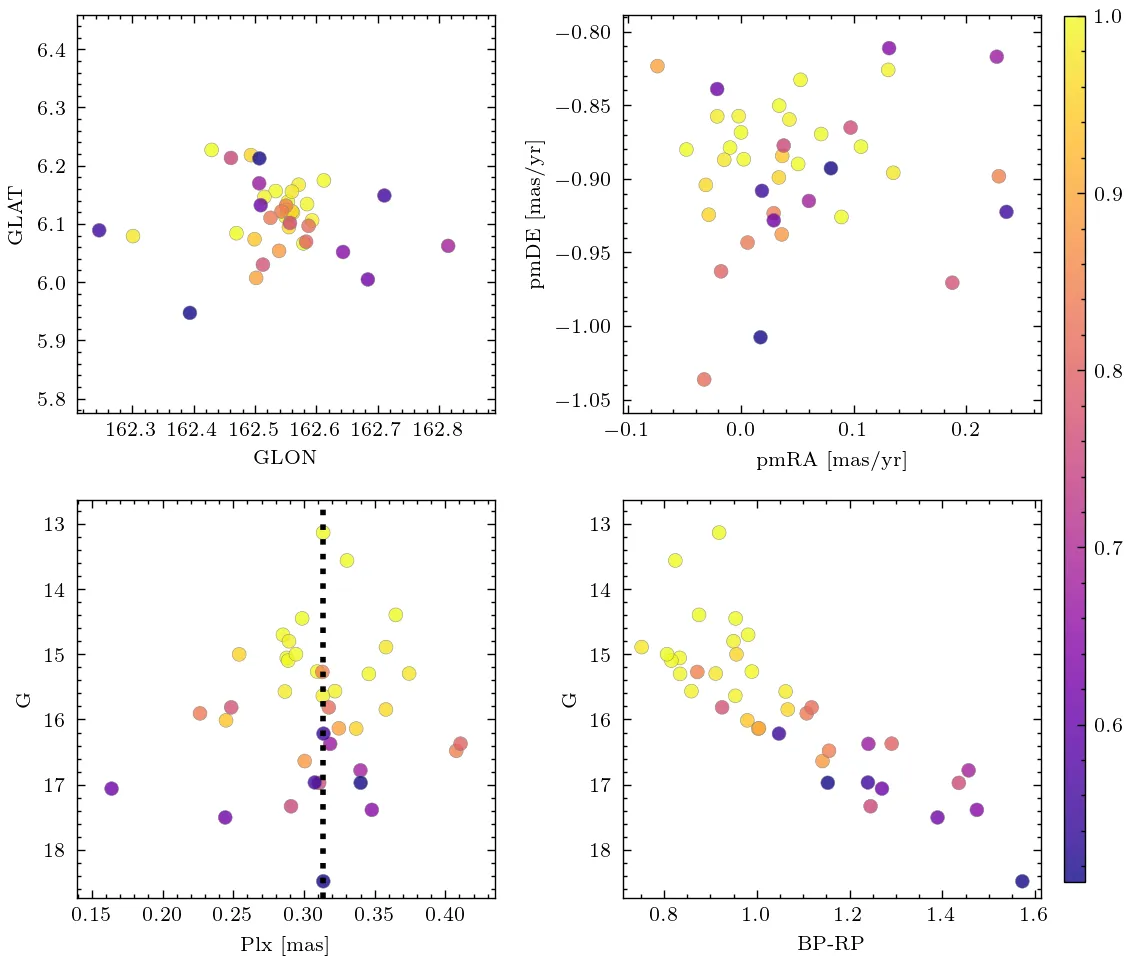 6.4
6.3
6.2
6.1
6.0
5.9
5.8
GLAT
162.3 162.4 162.5 162.6 162.7 162.8
GLON
−0.80
−0.85
−0.90
−0.95
−1.00
−1.05
pmDE [mas/yr]
−0.1 0.0 0.1 0.2
pmRA [mas/yr]
13
14
15
16
17
18
G
0.15 0.20 0.25 0.30 0.35 0.40
Plx [mas]
13
14
15
16
17
18
G
0.8 1.0 1.2 1.4 1.6
BP-RP
1.0
0.9
0.8
0.7
0.6